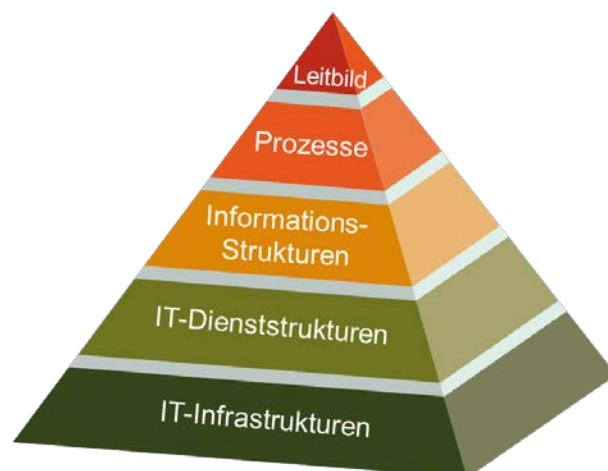 Leitbild
Prozesse
Informations-
Strukturen
IT-Dienststrukturen
IT-Infrastrukturen